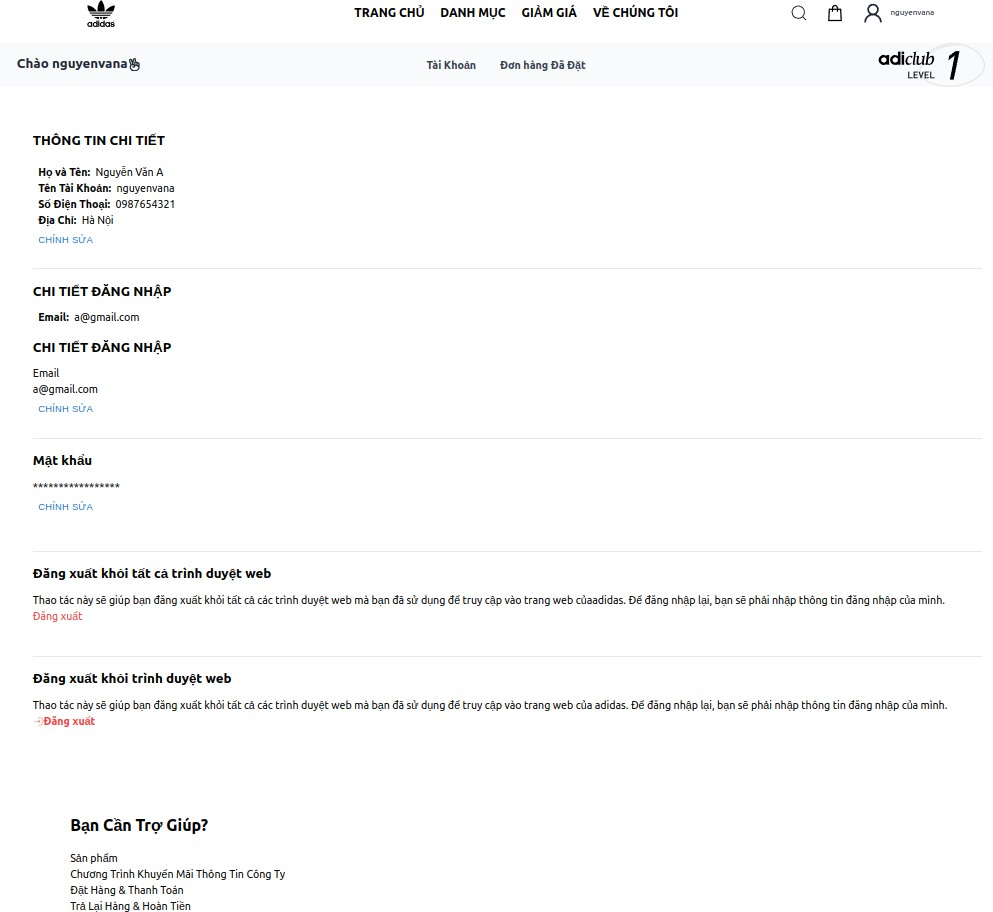 adidas
TRANG CHỦ DANH MỤC GIẢM GIÁ VỀ CHÚNG TÔI nguyenvana
Chào nguyenvana Tài Khoản Đơn hàng Đã Đặt adiclub LEVEL 1
THÔNG TIN CHI TIẾT
Họ và Tên: Nguyễn Văn A
Tên Tài Khoản: nguyenvana
Số Điện Thoại: 0987654321
Địa Chỉ: Hà Nội
CHỈNH SỬA
CHI TIẾT ĐĂNG NHẬP
Email: a@gmail.com
CHI TIẾT ĐĂNG NHẬP
Email
a@gmail.com
CHỈNH SỬA
Mật khẩu
*****************
CHỈNH SỬA
Đăng xuất khỏi tất cả trình duyệt web
Thao tác này sẽ giúp bạn đăng xuất khỏi tất cả các trình duyệt web mà bạn đã sử dụng để truy cập vào trang web củaadidas. Để đăng nhập lại, bạn sẽ phải nhập thông tin đăng nhập của mình.
Đăng xuất
Đăng xuất khỏi trình duyệt web
Thao tác này sẽ giúp bạn đăng xuất khỏi tất cả các trình duyệt web mà bạn đã sử dụng để truy cập vào trang web của adidas. Để đăng nhập lại, bạn sẽ phải nhập thông tin đăng nhập của mình.
Đăng xuất
Bạn Cần Trợ Giúp?
Sản phẩm
Chương Trình Khuyến Mãi Thông Tin Công Ty
Đặt Hàng & Thanh Toán
Trả Lại Hàng & Hoàn Tiền